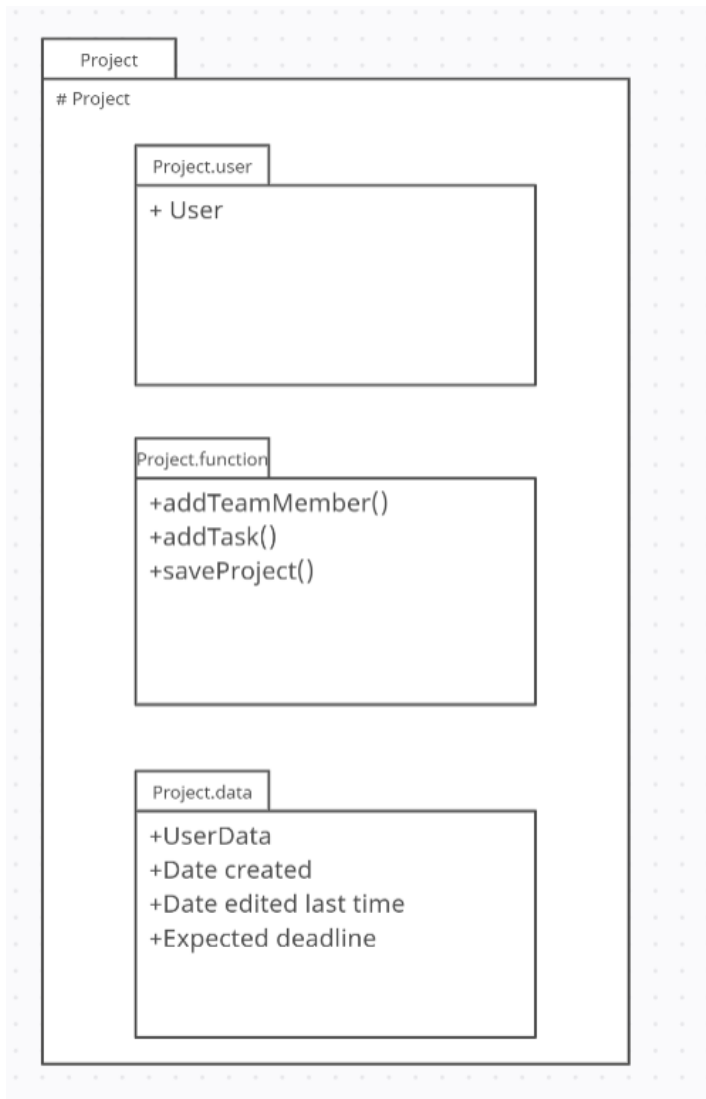 Project
# Project
Project.user
+ User
Project.function
+addTeamMember()
+addTask()
+saveProject()
Project.data
+UserData
+Date created
+Date edited last time
+Expected deadline